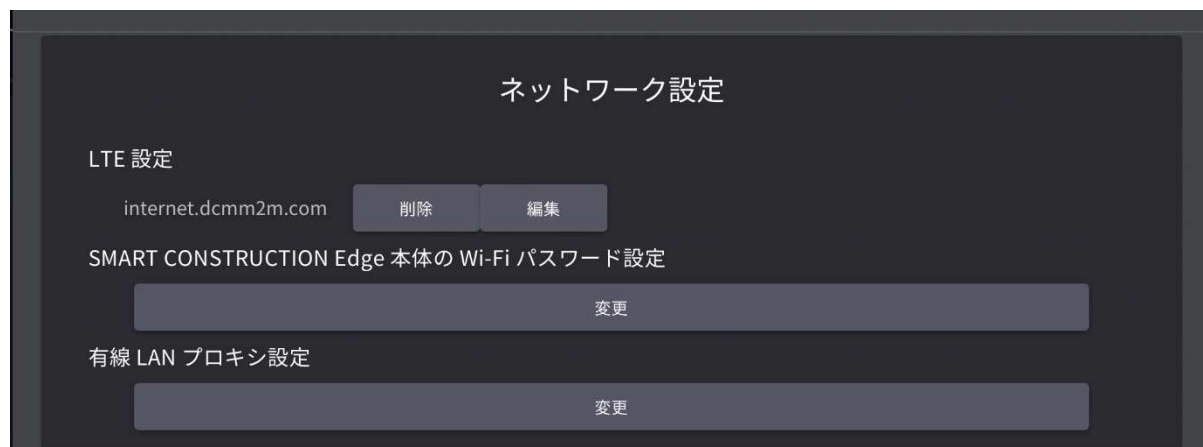 ネットワーク設定
LTE 設定
internet.dcmm2m.com 削除 編集
SMART CONSTRUCTION Edge 本体の Wi-Fi パスワード設定
変更
有線 LAN プロキシ設定
変更